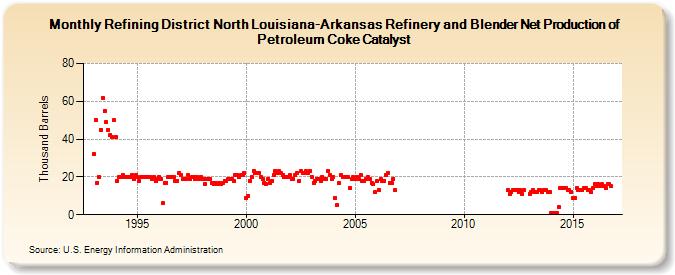 Monthly Refining District North Louisiana-Arkansas Refinery and Blender Net Production of
Petroleum Coke Catalyst
Thousand Barrels
80
60
40
20
0
1995 2000 2005 2010 2015
Source: U.S. Energy Information Administration